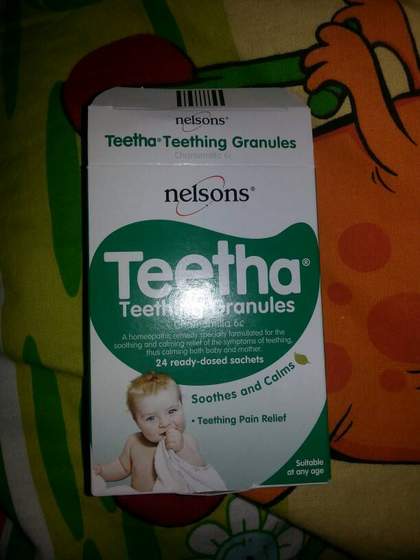 nelsons®
Teetha® Teething Granules
Chamomilla 6c
nelsons®
Teetha®
Teething Granules
Chamomilla 6c
A homeopathic remedy specially formulated for the
soothing and calming relief of the symptoms of teething,
thus calming both baby and mother.
24 ready-dosed sachets
Soothes and Calms
• Teething Pain Relief
Suitable
at any age